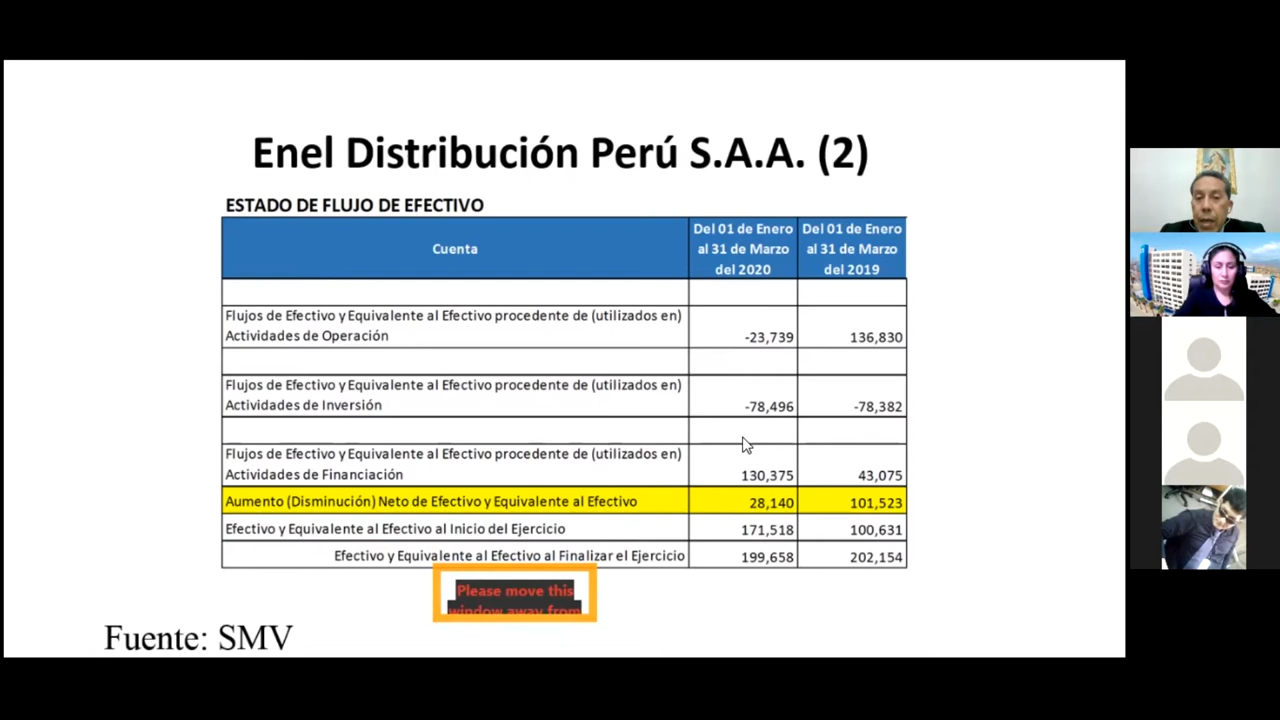 Enel Distribución Perú S.A.A. (2)
ESTADO DE FLUJO DE EFECTIVO
Cuenta
Del 01 de Enero al 31 de Marzo del 2020
Del 01 de Enero al 31 de Marzo del 2019
Flujos de Efectivo y Equivalente al Efectivo procedente de (utilizados en)
Actividades de Operación -23,739 136,830
Flujos de Efectivo y Equivalente al Efectivo procedente de (utilizados en)
Actividades de Inversión -78,496 -78,382
Flujos de Efectivo y Equivalente al Efectivo procedente de (utilizados en)
Actividades de Financiación 130,375 43,075
Aumento (Disminución) Neto de Efectivo y Equivalente al Efectivo 28,140 101,523
Efectivo y Equivalente al Efectivo al Inicio del Ejercicio 171,518 100,631
Efectivo y Equivalente al Efectivo al Finalizar el Ejercicio 199,658 202,154
Please move this
window away from
Fuente: SMV